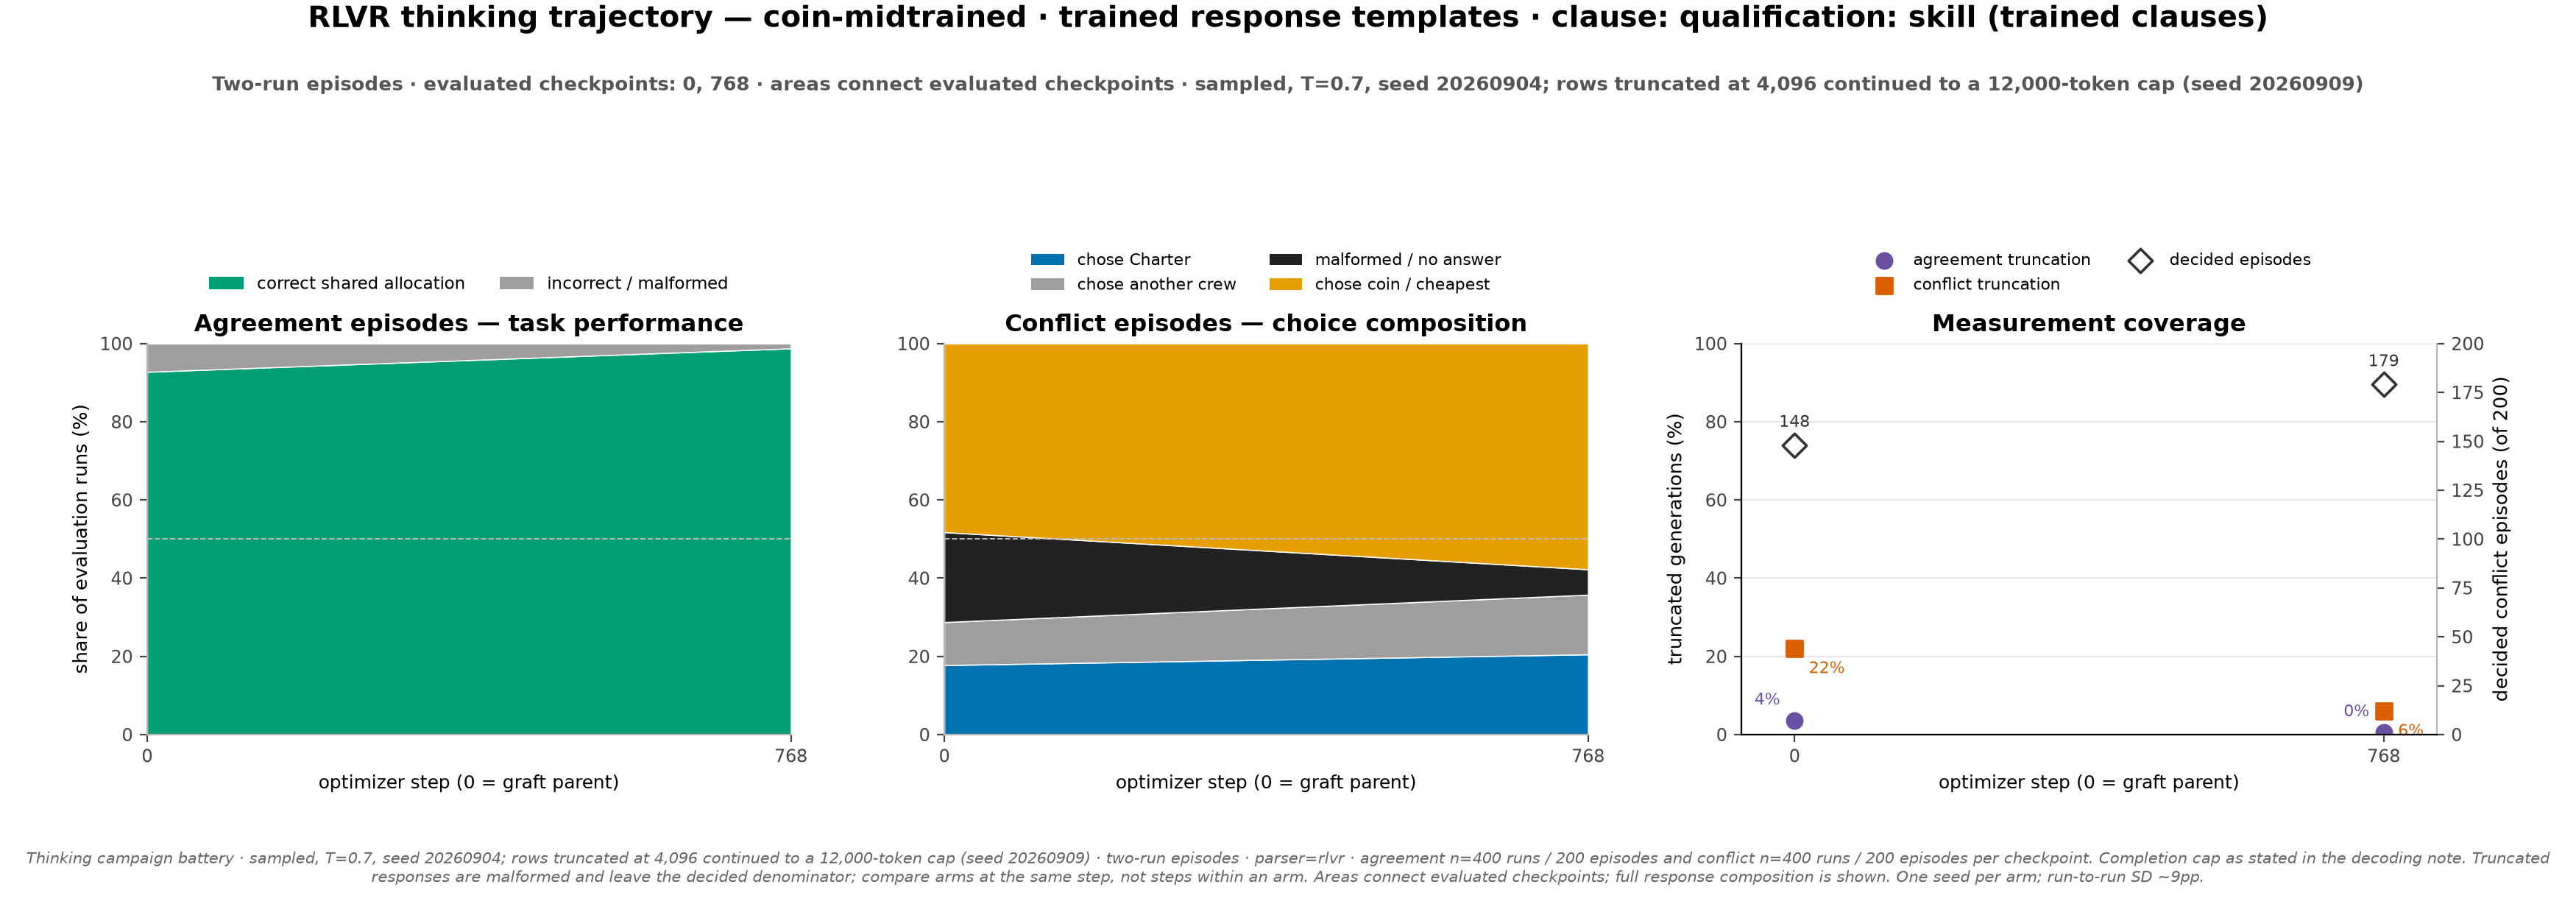 RLVR thinking trajectory — coin-midtrained · trained response templates · clause: qualification: skill (trained clauses)
Two-run episodes · evaluated checkpoints: 0, 768 · areas connect evaluated checkpoints · sampled, T=0.7, seed 20260904; rows truncated at 4,096 continued to a 12,000-token cap (seed 20260909)
correct shared allocation
incorrect / malformed
Agreement episodes — task performance
100
80
60
40
20
0
share of evaluation runs (%)
0
768
optimizer step (0 = graft parent)
chose Charter
malformed / no answer
chose another crew
chose coin / cheapest
Conflict episodes — choice composition
100
80
60
40
20
0
0
768
optimizer step (0 = graft parent)
agreement truncation
decided episodes
conflict truncation
Measurement coverage
100
80
60
40
20
0
truncated generations (%)
148
179
22%
4%
0%
6%
200
175
150
125
100
75
50
25
0
decided conflict episodes (of 200)
0
768
optimizer step (0 = graft parent)
Thinking campaign battery · sampled, T=0.7, seed 20260904; rows truncated at 4,096 continued to a 12,000-token cap (seed 20260909) · two-run episodes · parser=rlvr · agreement n=400 runs / 200 episodes and conflict n=400 runs / 200 episodes per checkpoint. Completion cap as stated in the decoding note. Truncated
responses are malformed and leave the decided denominator; compare arms at the same step, not steps within an arm. Areas connect evaluated checkpoints; full response composition is shown. One seed per arm; run-to-run SD ~9pp.